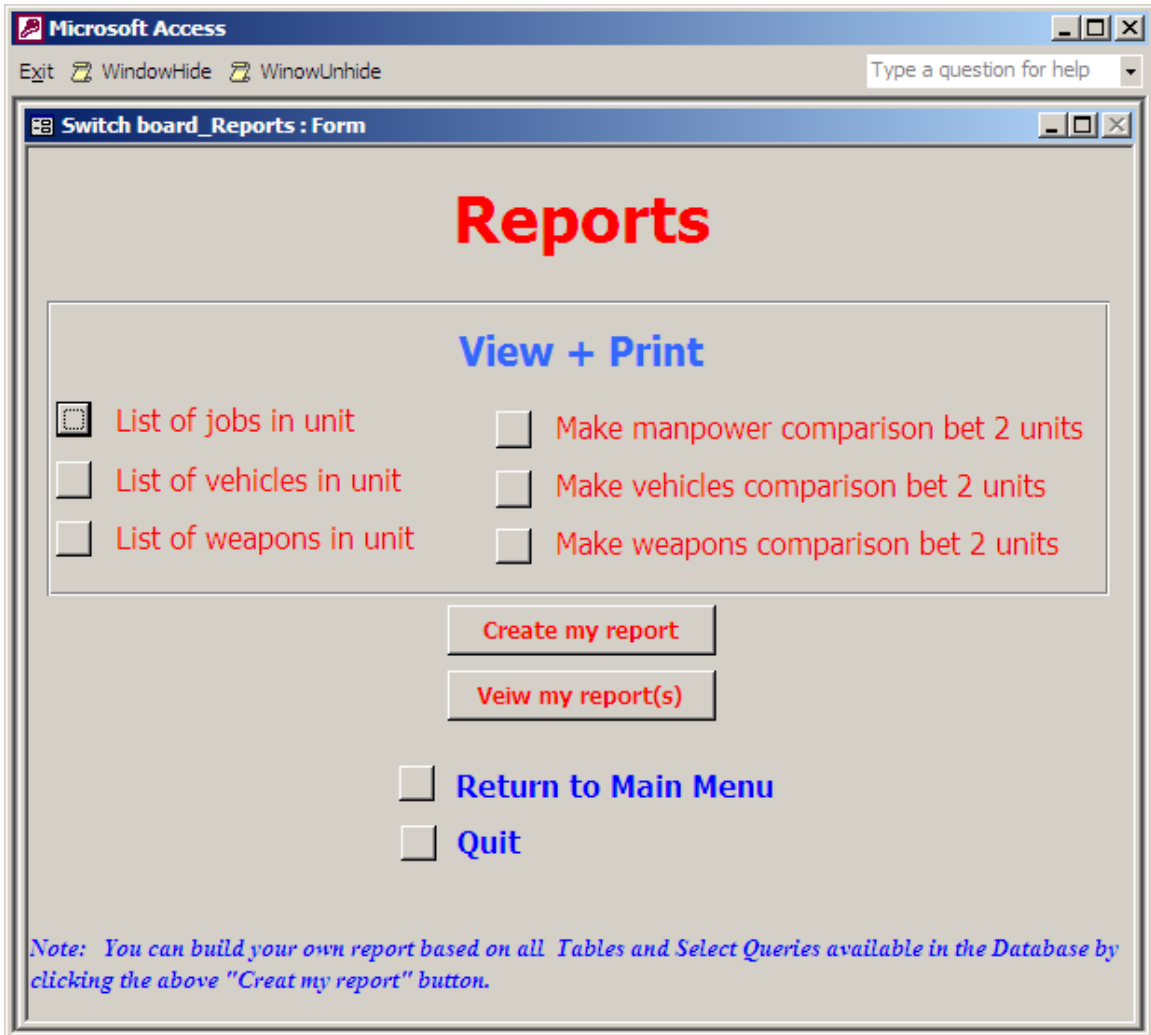 Microsoft Access
Exit WindowHide WinowUnhide Type a question for help
Switch board_Reports : Form
Reports
View + Print
List of jobs in unit
List of vehicles in unit
List of weapons in unit
Make manpower comparison bet 2 units
Make vehicles comparison bet 2 units
Make weapons comparison bet 2 units
Create my report
Veiw my report(s)
Return to Main Menu
Quit
Note: You can build your own report based on all Tables and Select Queries available in the Database by
clicking the above "Creat my report" button.